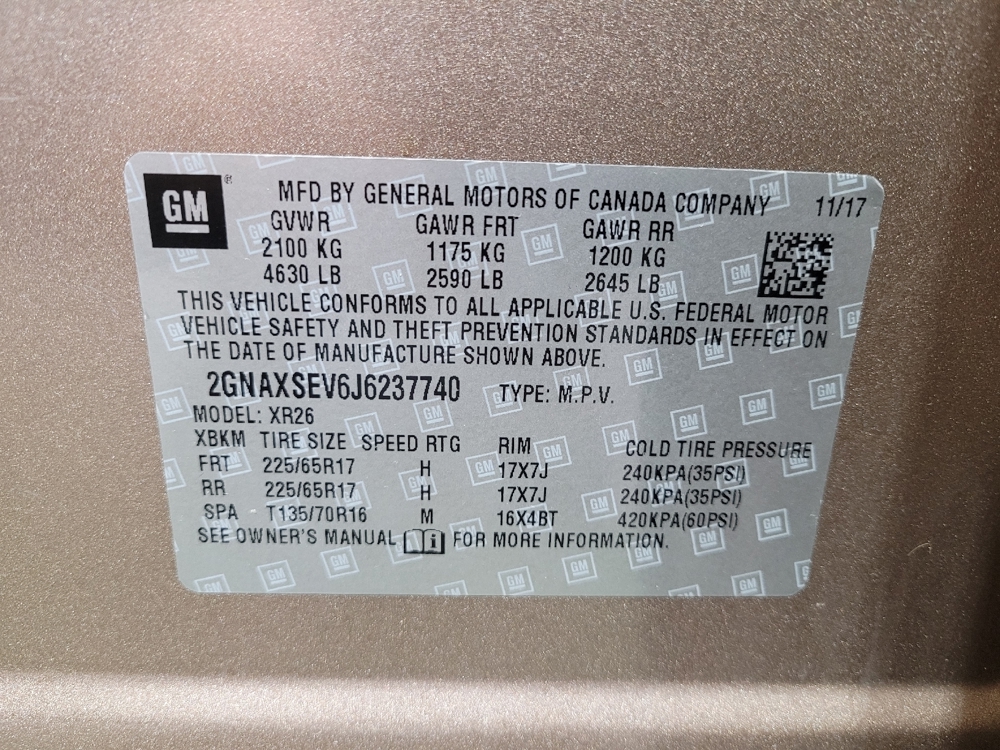 GM ® MFD BY GENERAL MOTORS OF CANADA COMPANY 11/17
GVWR GAWR FRT GAWR RR
2100 KG 1175 KG 1200 KG
4630 LB 2590 LB 2645 LB
THIS VEHICLE CONFORMS TO ALL APPLICABLE U.S. FEDERAL MOTOR
VEHICLE SAFETY AND THEFT PREVENTION STANDARDS IN EFFECT ON
THE DATE OF MANUFACTURE SHOWN ABOVE.
2GNAXSEV6J6237740 TYPE: M.P.V.
MODEL: XR26
XBKM TIRE SIZE SPEED RTG RIM COLD TIRE PRESSURE
FRT 225/65R17 H 17X7J 240KPA(35PSI)
RR 225/65R17 H 17X7J 240KPA(35PSI)
SPA T135/70R16 M 16X4BT 420KPA(60PSI)
SEE OWNER'S MANUAL i FOR MORE INFORMATION.